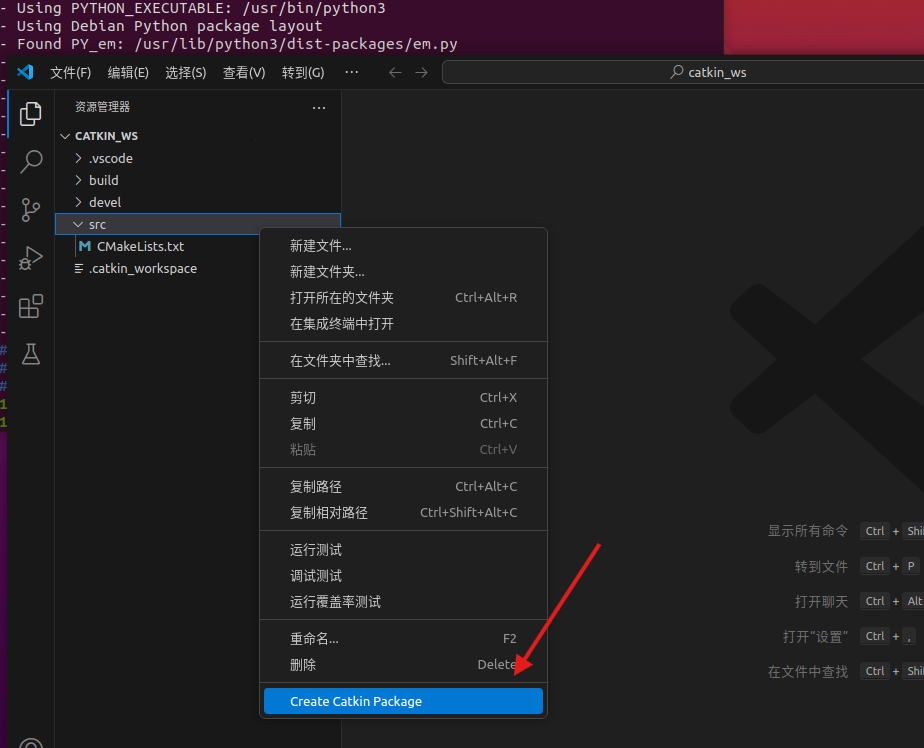 - Using PYTHON_EXECUTABLE: /usr/bin/python3
- Using Debian Python package layout
- Found PY_em: /usr/lib/python3/dist-packages/em.py
文件(F) 编辑(E) 选择(S) 查看(V) 转到(G) ··· catkin_ws
资源管理器 ···
CATKIN_WS
.vscode
build
devel
src
M CMakeLists.txt
.catkin_workspace
新建文件...
新建文件夹...
打开所在的文件夹 Ctrl+Alt+R
在集成终端中打开
在文件夹中查找... Shift+Alt+F
剪切 Ctrl+X
复制 Ctrl+C
粘贴 Ctrl+V
复制路径 Ctrl+Alt+C
复制相对路径 Ctrl+Shift+Alt+C
运行测试
调试测试
运行覆盖率测试
重命名... F2
删除 Delete
Create Catkin Package
显示所有命令 Ctrl +
转到文件 Ctrl + P
打开聊天 Ctrl + Alt
打开“设置” Ctrl + ,
在文件中查找 Ctrl +
#
#
#
1
1